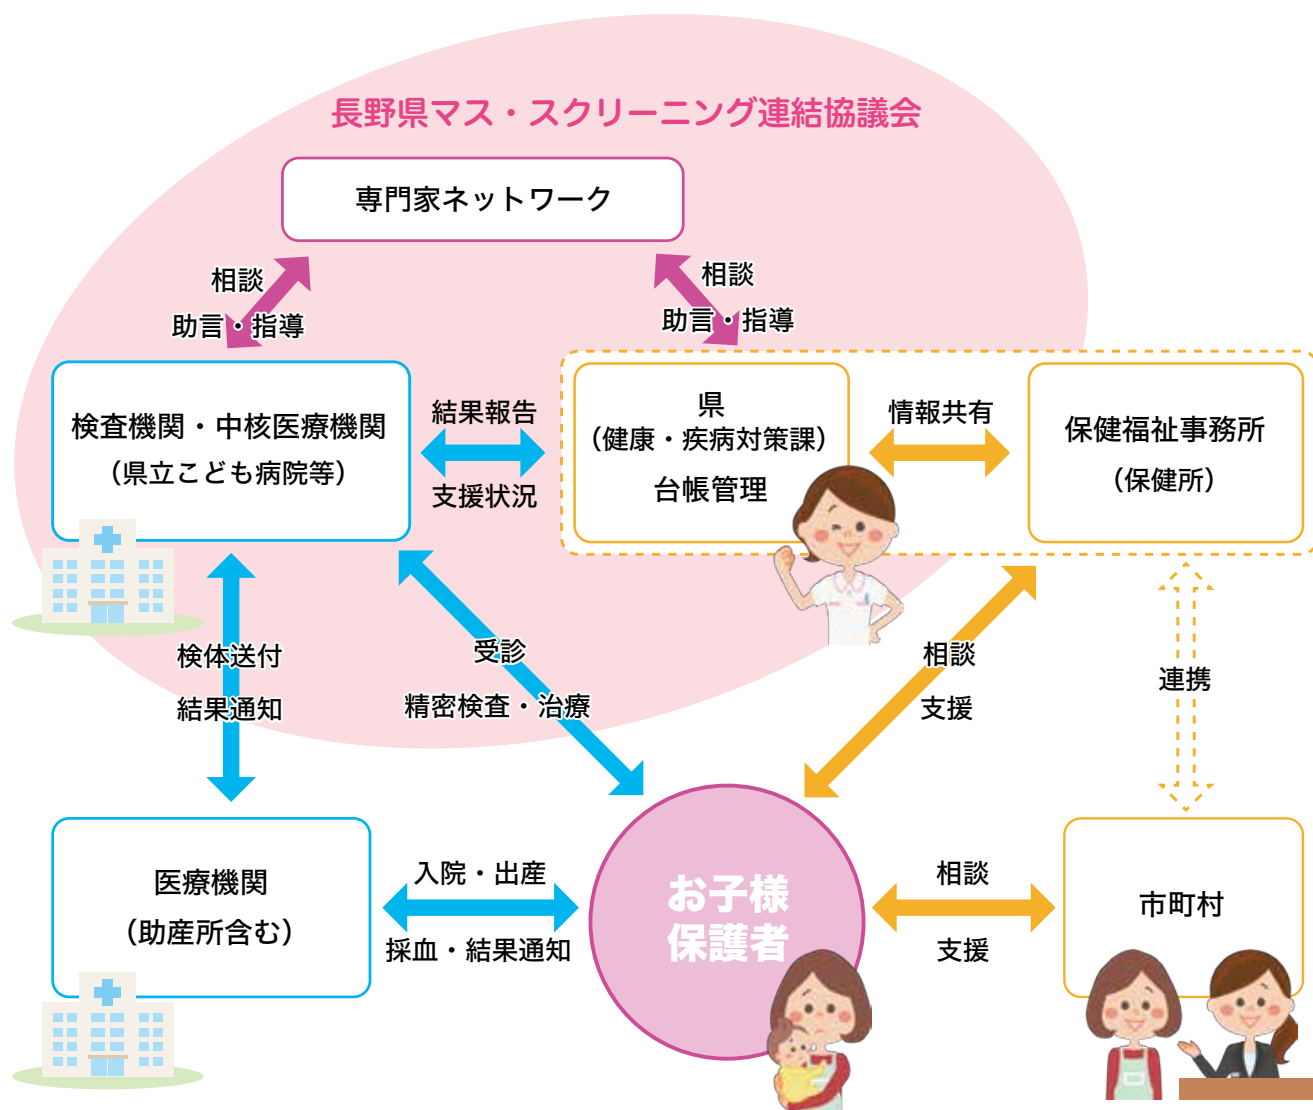 長野県マス・スクリーニング連結協議会
専門家ネットワーク
相談
助言・指導
相談
助言・指導
検査機関・中核医療機関
（県立こども病院等）
結果報告
支援状況
県
（健康・疾病対策課）
台帳管理
情報共有
保健福祉事務所
（保健所）
検体送付
結果通知
受診
精密検査・治療
相談
支援
連携
医療機関
（助産所含む）
入院・出産
採血・結果通知
お子様
保護者
相談
支援
市町村